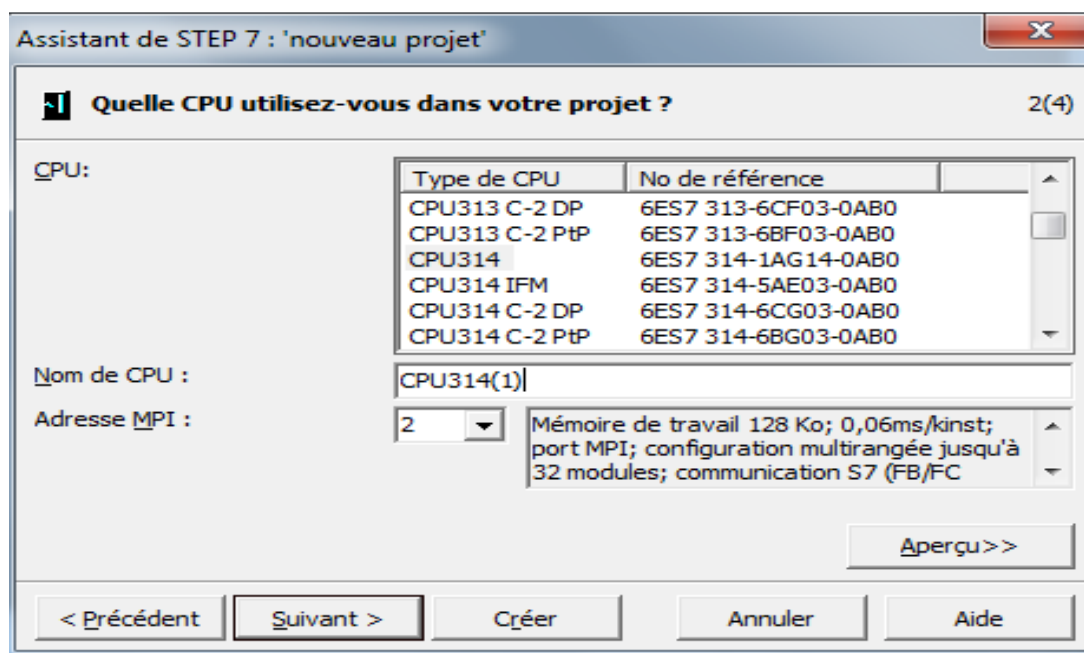 Assistant de STEP 7 : 'nouveau projet'
Quelle CPU utilisez-vous dans votre projet ? 2(4)
CPU:
Type de CPU No de référence
CPU313 C-2 DP 6ES7 313-6CF03-0AB0
CPU313 C-2 PtP 6ES7 313-6BF03-0AB0
CPU314 6ES7 314-1AG14-0AB0
CPU314 IFM 6ES7 314-5AE03-0AB0
CPU314 C-2 DP 6ES7 314-6CG03-0AB0
CPU314 C-2 PtP 6ES7 314-6BG03-0AB0
Nom de CPU : CPU314(1)
Adresse MPI : 2
Mémoire de travail 128 Ko; 0,06ms/kinst;
port MPI; configuration multirangée jusqu'à
32 modules; communication S7 (FB/FC
Aperçu>>
< Précédent Suivant > Créer Annuler Aide